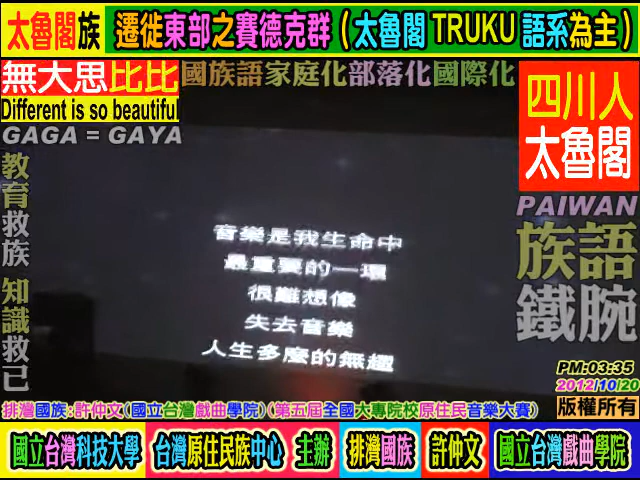 太魯閣族 遷徙東部之賽德克群(太魯閣 TRUKU 語系為主)
無大思比比 國族語家庭化部落化國際化
Different is so beautiful
GAGA = GAYA
四川人
太魯閣
教育救族 知識救己
PAIWAN
族語
鐵腕
音樂是我生命中
最重要的一環
很難想像
失去音樂
人生多麼的無趣
PM:03:35
2012/10/20
排灣國族:許仲文(國立台灣戲曲學院)(第五屆全國大專院校原住民音樂大賽) 版權所有
國立台灣科技大學 台灣原住民族中心 主辦 排灣國族 許仲文 國立台灣戲曲學院